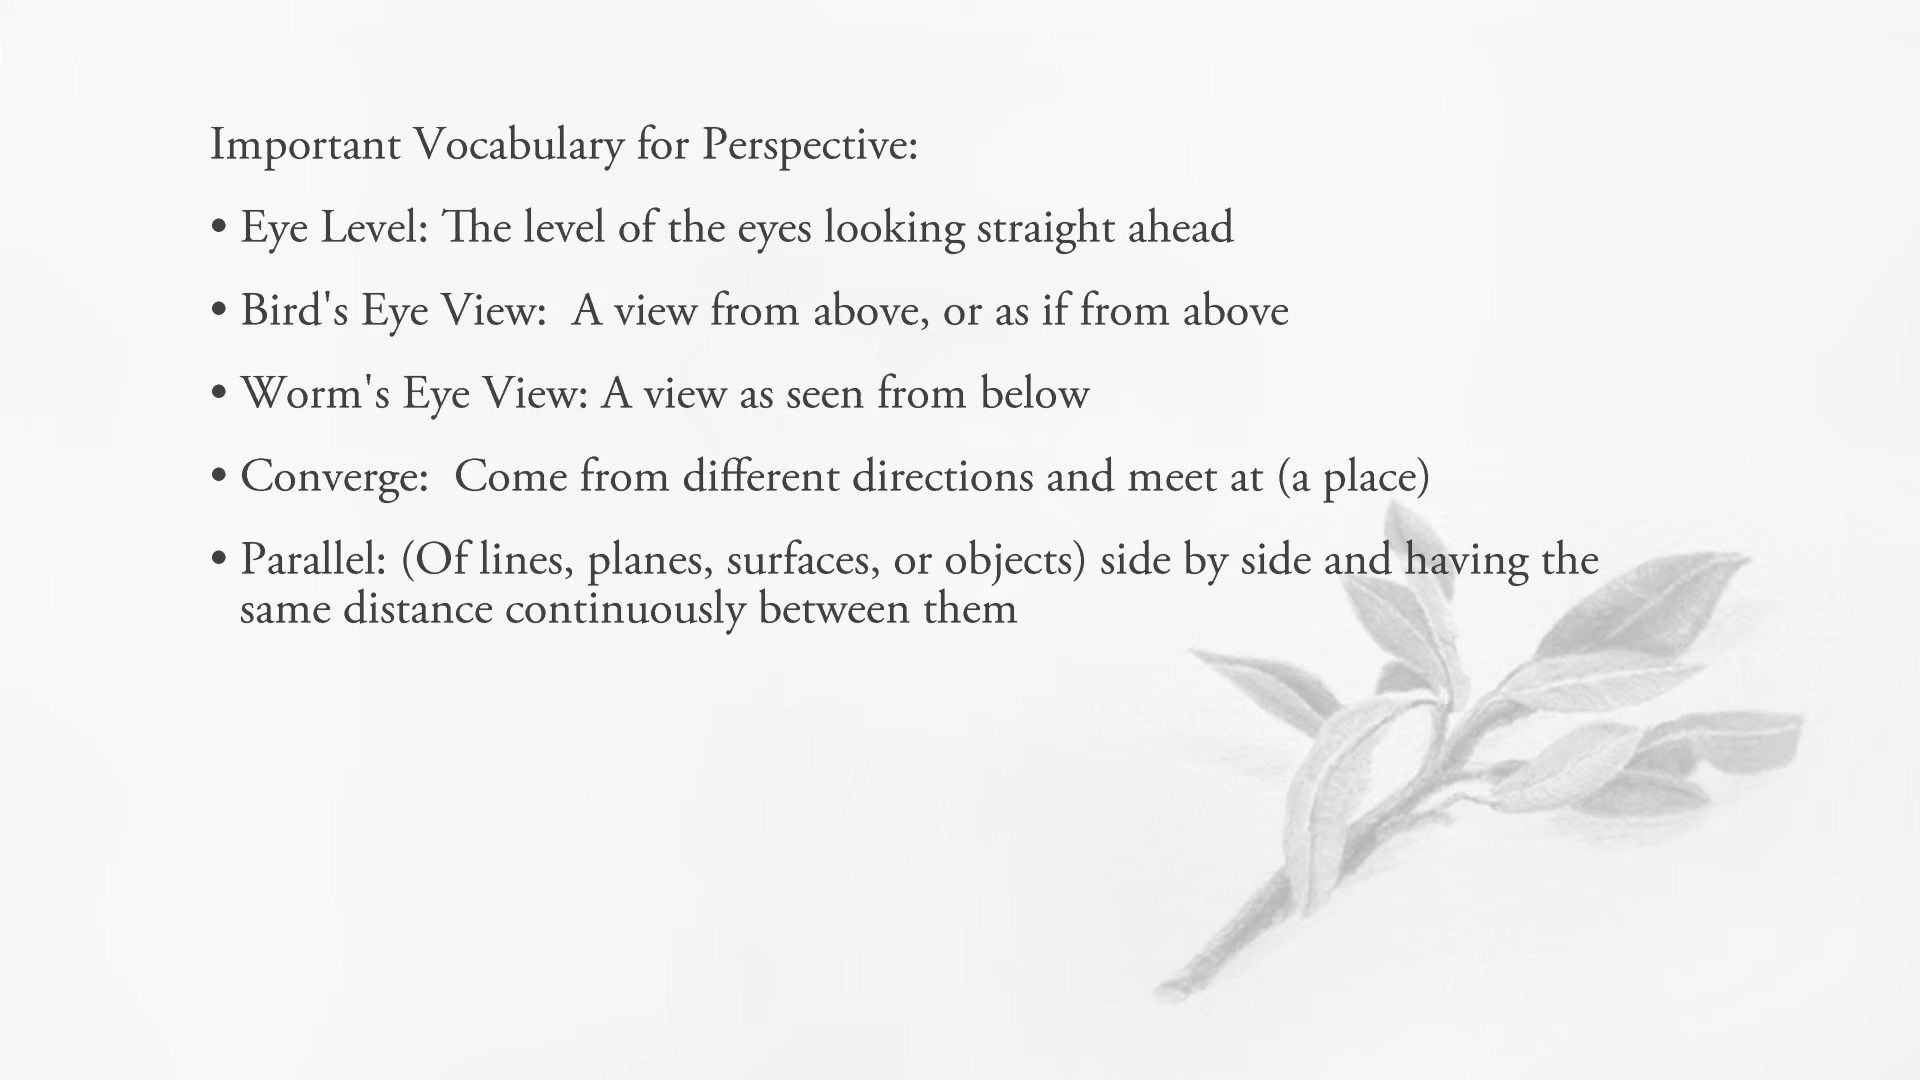 Important Vocabulary for Perspective:
• Eye Level: The level of the eyes looking straight ahead
• Bird's Eye View:  A view from above, or as if from above
• Worm's Eye View: A view as seen from below
• Converge:  Come from different directions and meet at (a place)
• Parallel: (Of lines, planes, surfaces, or objects) side by side and having the
same distance continuously between them